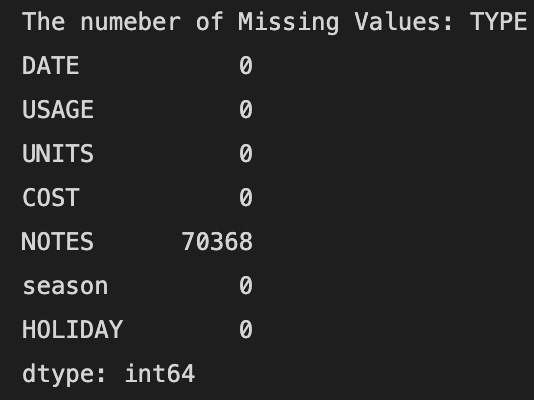 The numeber of Missing Values: TYPE
DATE 0
USAGE 0
UNITS 0
COST 0
NOTES 70368
season 0
HOLIDAY 0
dtype: int64